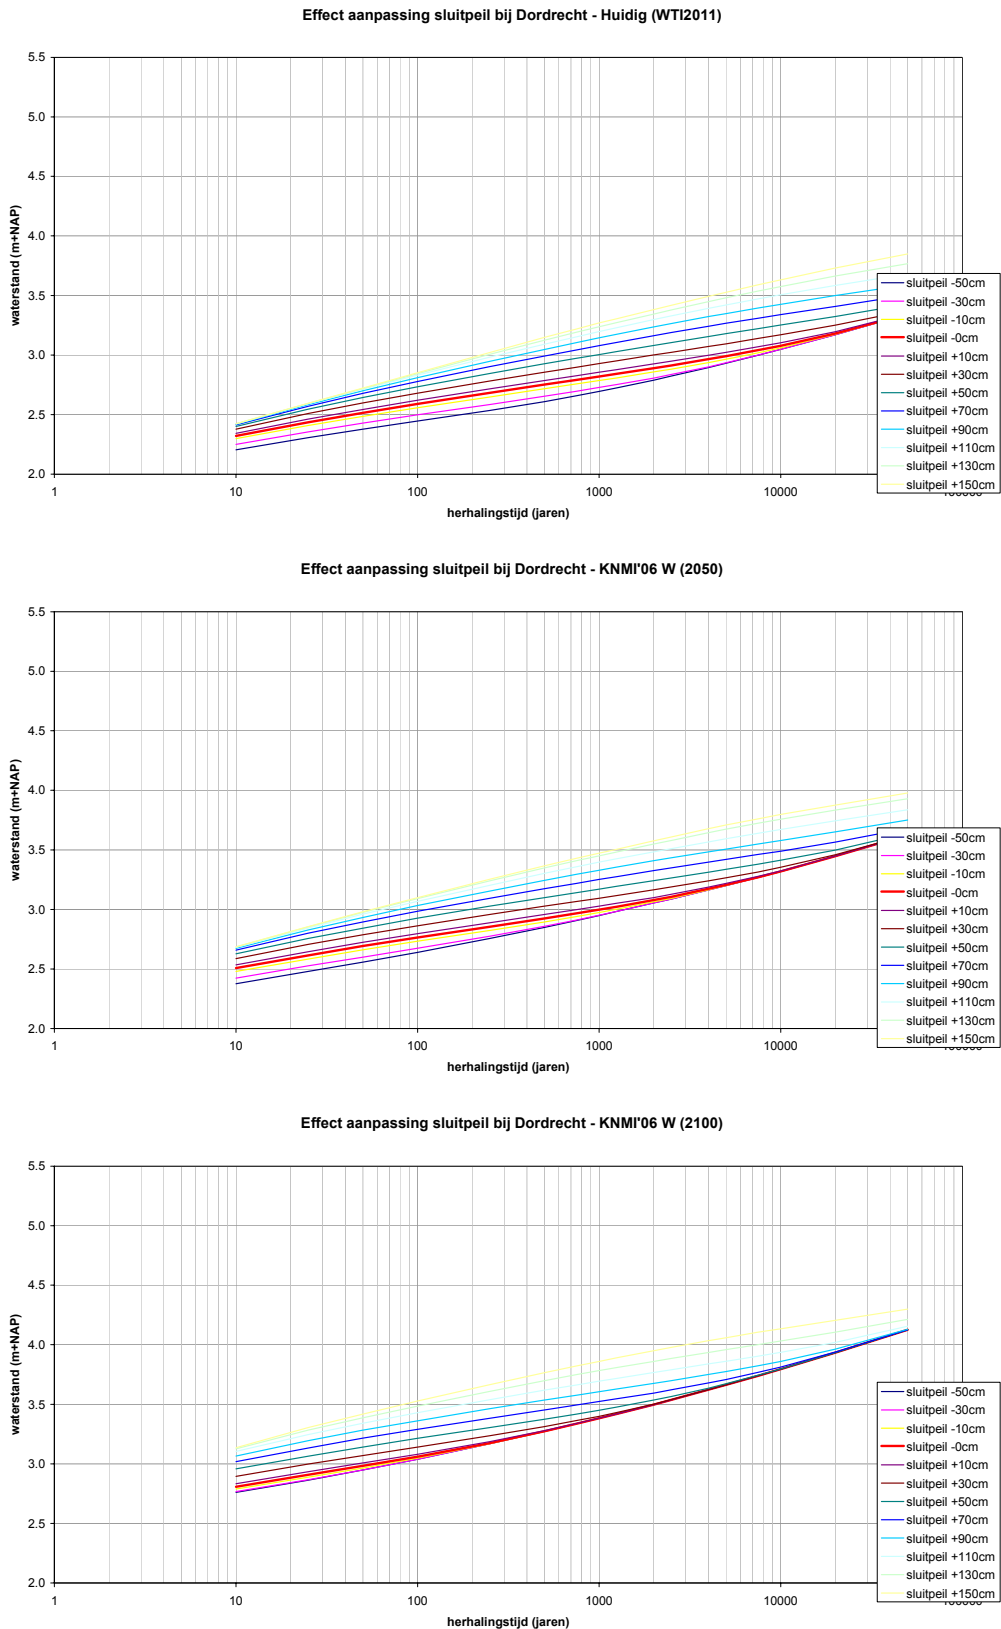 Effect aanpassing sluitpeil bij Dordrecht - Huidig (WTI2011)
5.5
5.0
4.5
4.0
3.5
3.0
2.5
2.0
waterstand (m+NAP)
1 10 100 1000 10000
herhalingstijd (jaren)
sluitpeil -50cm
sluitpeil -30cm
sluitpeil -10cm
sluitpeil -0cm
sluitpeil +10cm
sluitpeil +30cm
sluitpeil +50cm
sluitpeil +70cm
sluitpeil +90cm
sluitpeil +110cm
sluitpeil +130cm
sluitpeil +150cm
Effect aanpassing sluitpeil bij Dordrecht - KNMI'06 W (2050)
5.5
5.0
4.5
4.0
3.5
3.0
2.5
2.0
waterstand (m+NAP)
1 10 100 1000 10000
herhalingstijd (jaren)
sluitpeil -50cm
sluitpeil -30cm
sluitpeil -10cm
sluitpeil -0cm
sluitpeil +10cm
sluitpeil +30cm
sluitpeil +50cm
sluitpeil +70cm
sluitpeil +90cm
sluitpeil +110cm
sluitpeil +130cm
sluitpeil +150cm
Effect aanpassing sluitpeil bij Dordrecht - KNMI'06 W (2100)
5.5
5.0
4.5
4.0
3.5
3.0
2.5
2.0
waterstand (m+NAP)
1 10 100 1000 10000
herhalingstijd (jaren)
sluitpeil -50cm
sluitpeil -30cm
sluitpeil -10cm
sluitpeil -0cm
sluitpeil +10cm
sluitpeil +30cm
sluitpeil +50cm
sluitpeil +70cm
sluitpeil +90cm
sluitpeil +110cm
sluitpeil +130cm
sluitpeil +150cm